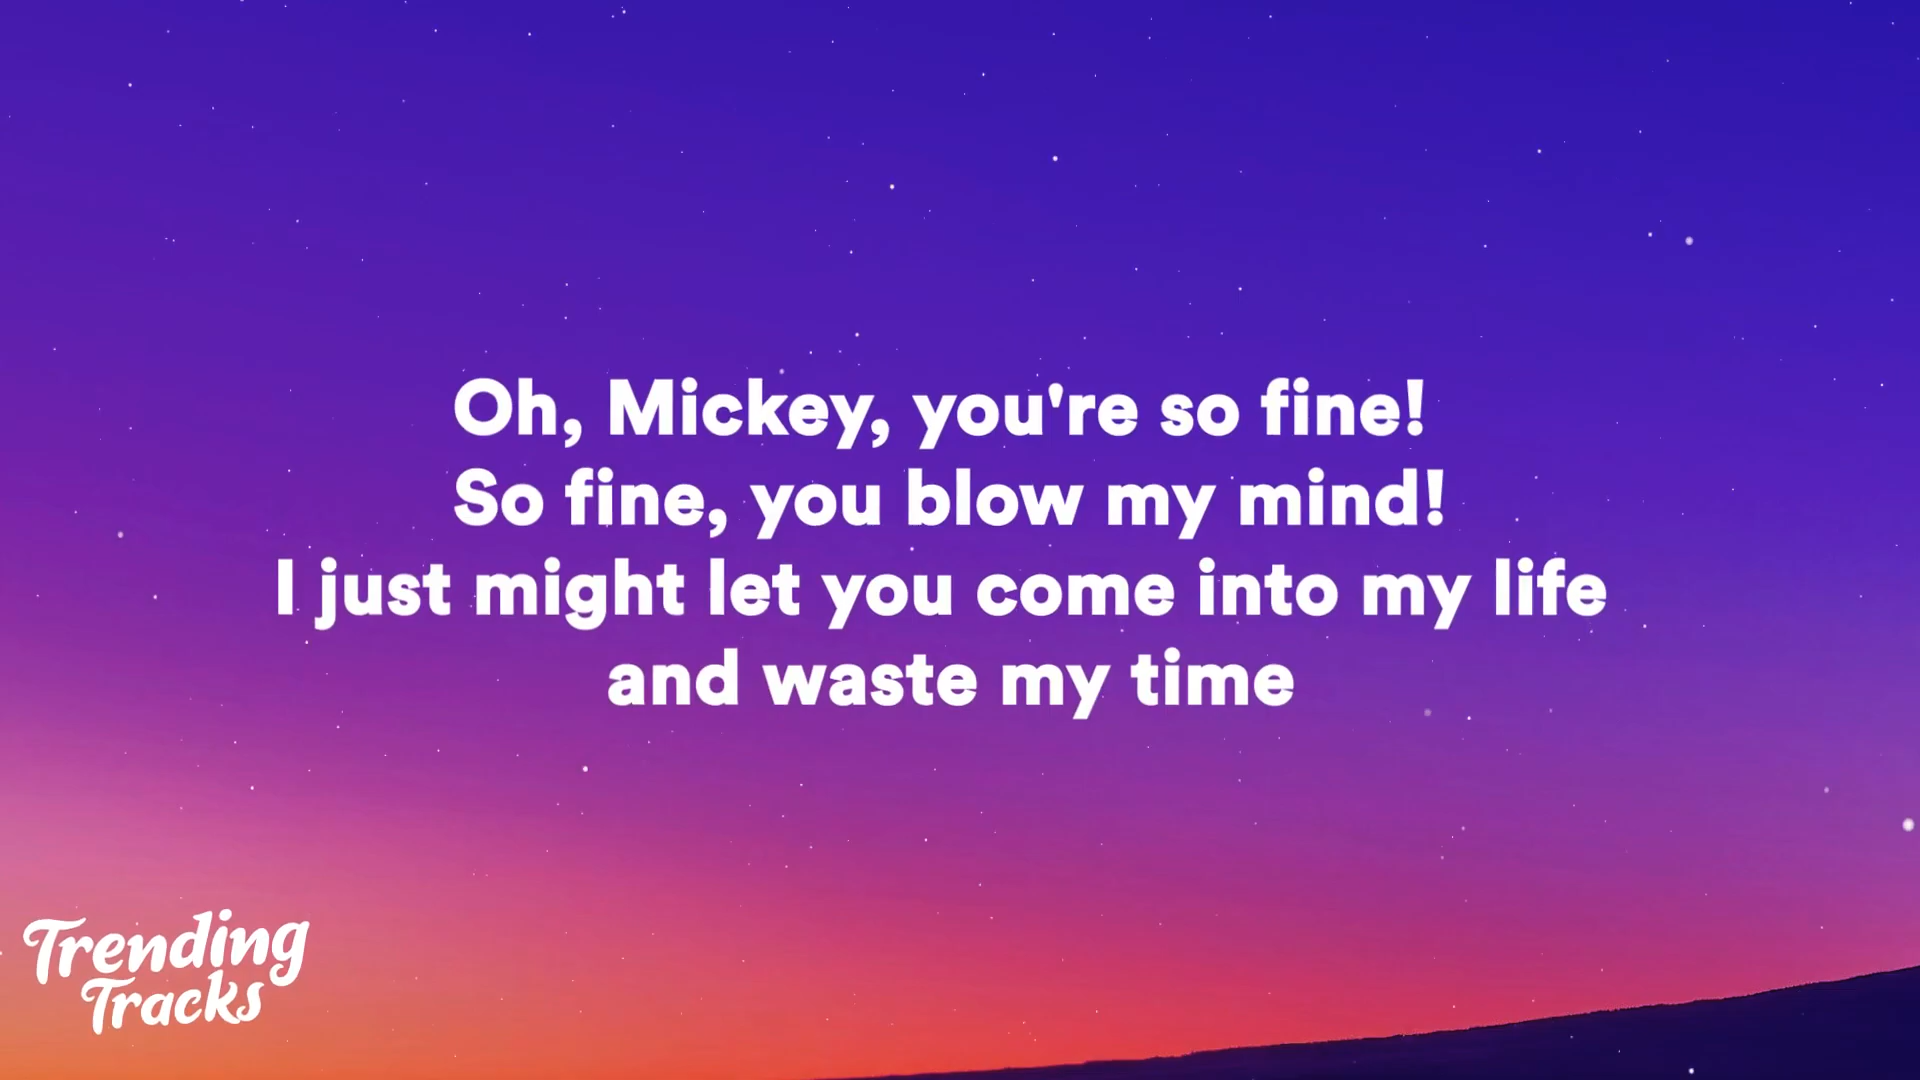 Oh, Mickey, you're so fine!
So fine, you blow my mind!
I just might let you come into my life
and waste my time
Trending
Tracks